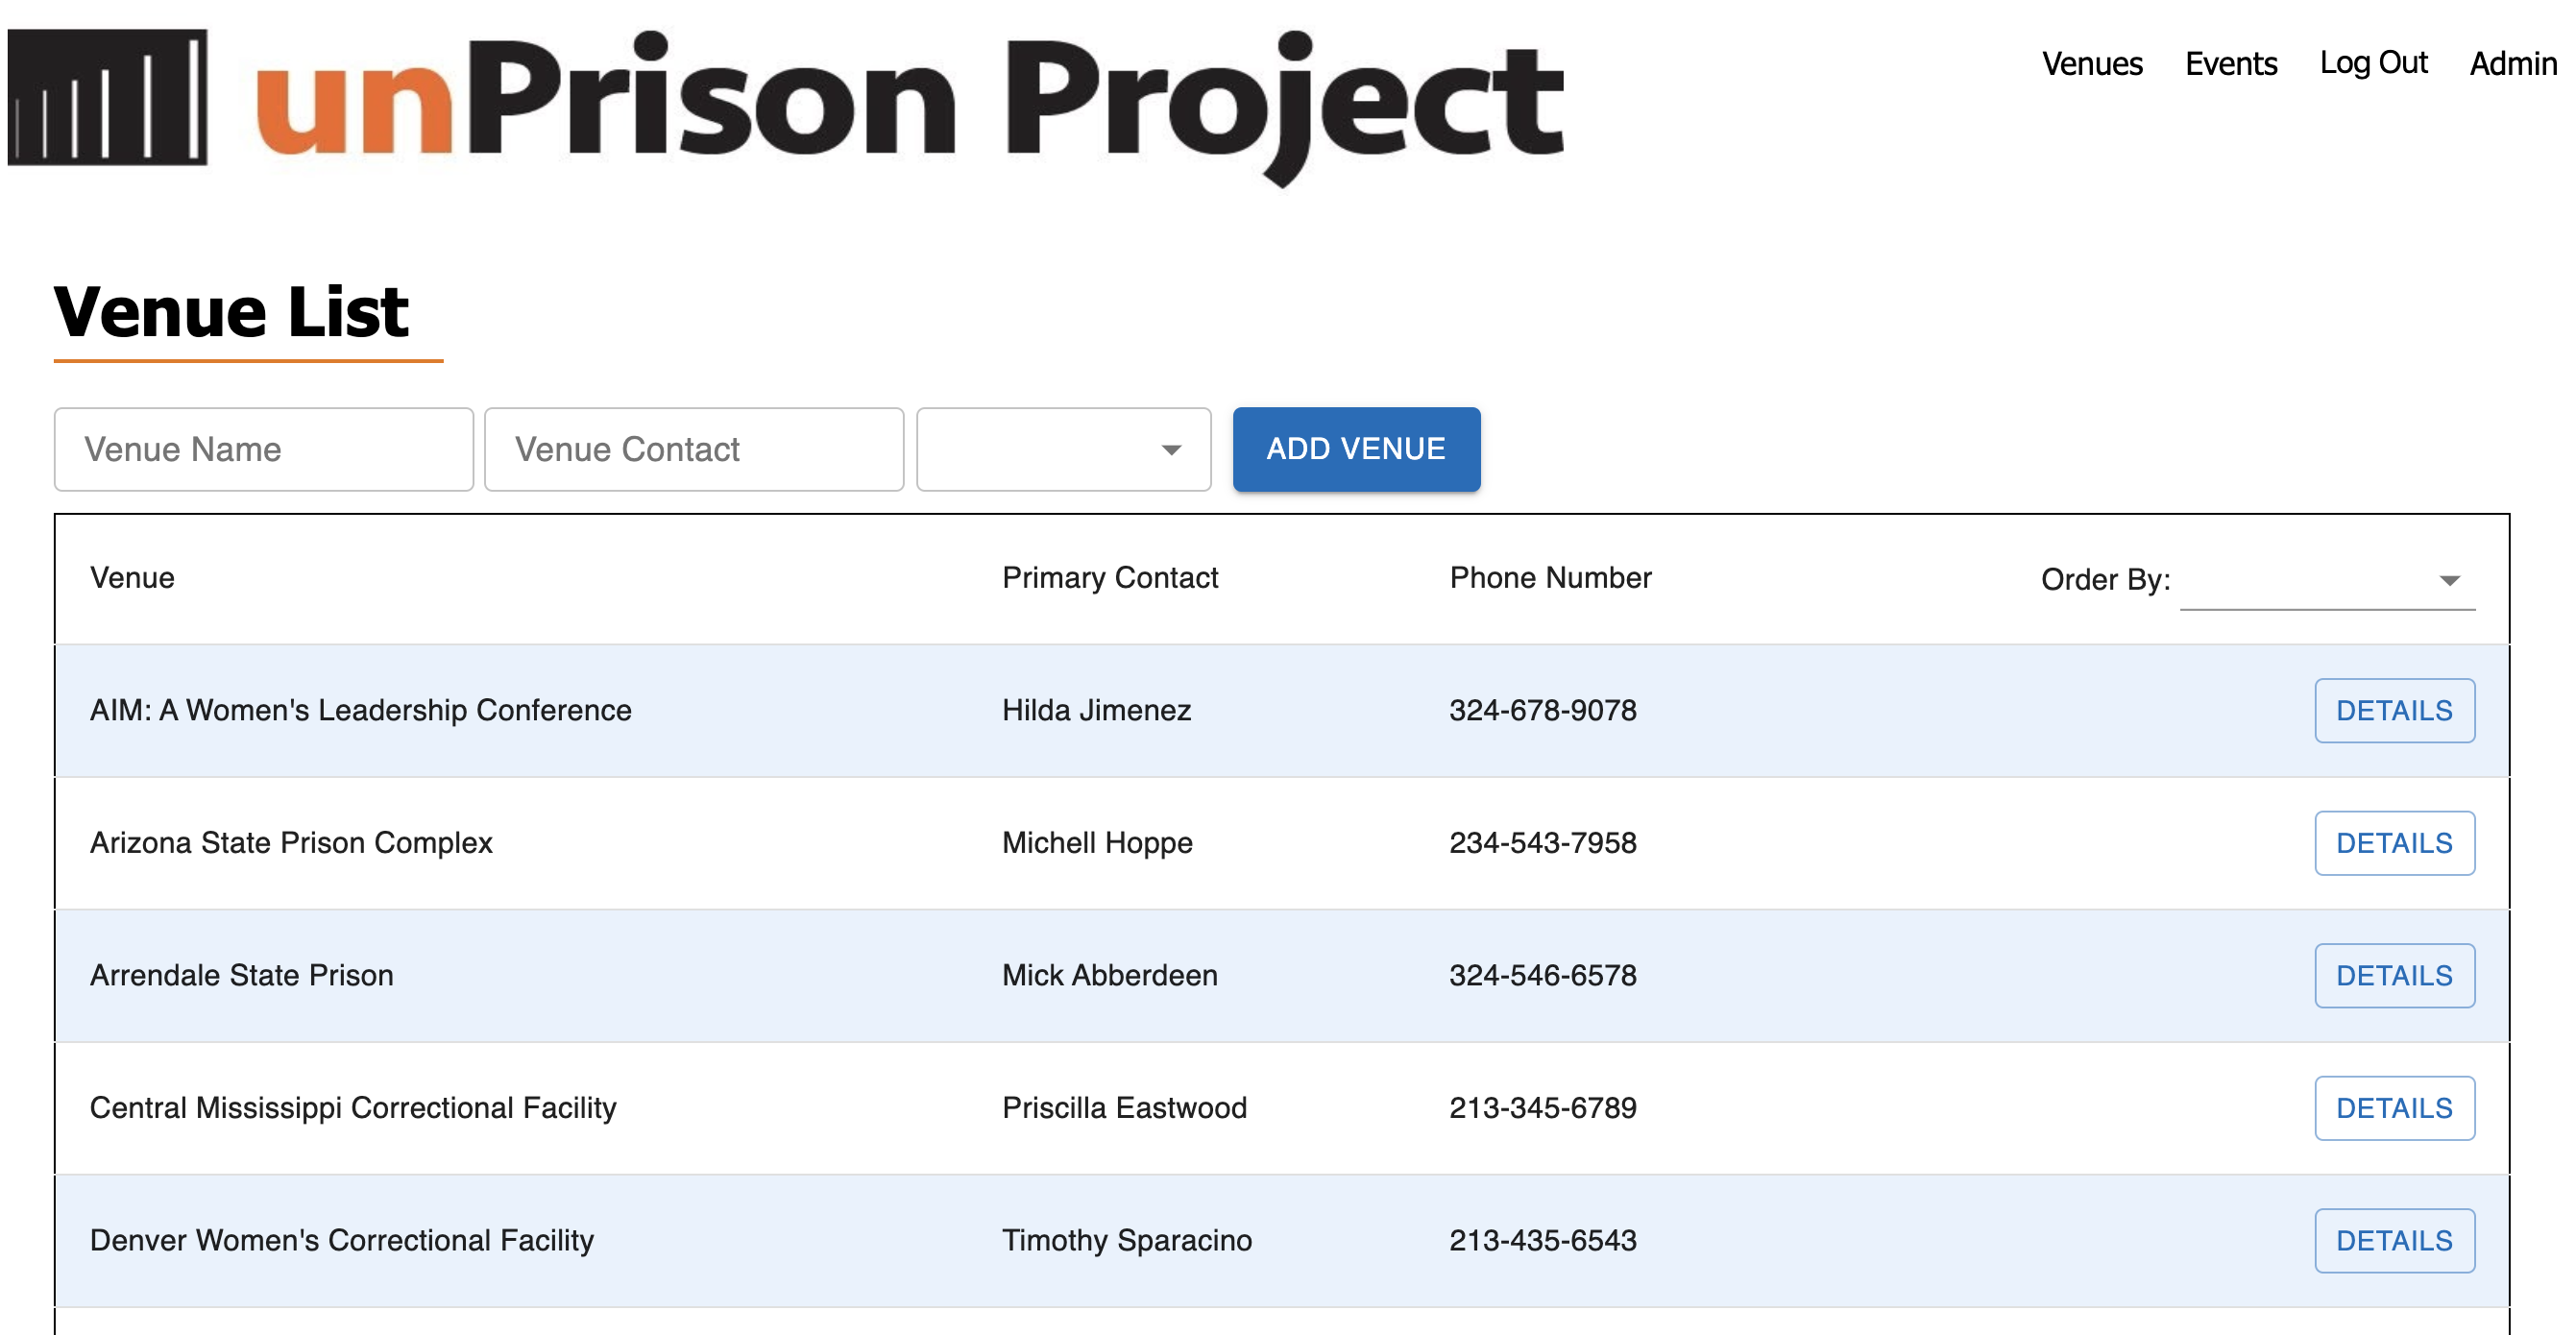 unPrison Project
Venues Events Log Out Admin
Venue List
Venue Name Venue Contact ADD VENUE
Venue Primary Contact Phone Number Order By:
AIM: A Women's Leadership Conference Hilda Jimenez 324-678-9078 DETAILS
Arizona State Prison Complex Michell Hoppe 234-543-7958 DETAILS
Arrendale State Prison Mick Abberdeen 324-546-6578 DETAILS
Central Mississippi Correctional Facility Priscilla Eastwood 213-345-6789 DETAILS
Denver Women's Correctional Facility Timothy Sparacino 213-435-6543 DETAILS